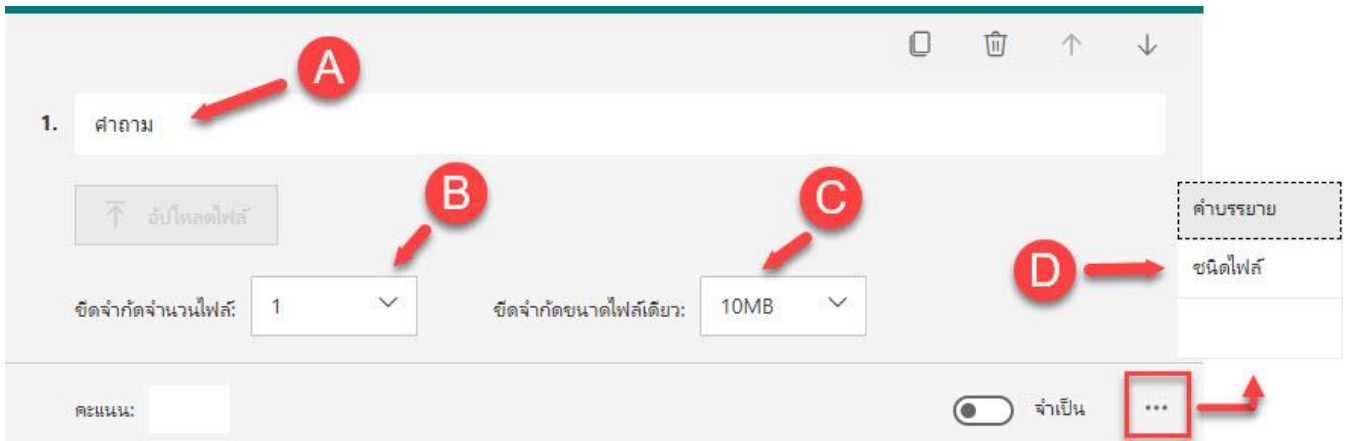 A
1. คำถาม
B
C
อัปโหลดไฟล์
คำบรรยาย
D
ชนิดไฟล์
ขีดจำกัดจำนวนไฟล์: 1
ขีดจำกัดขนาดไฟล์เดียว: 10MB
คะแนน:
จำเป็น